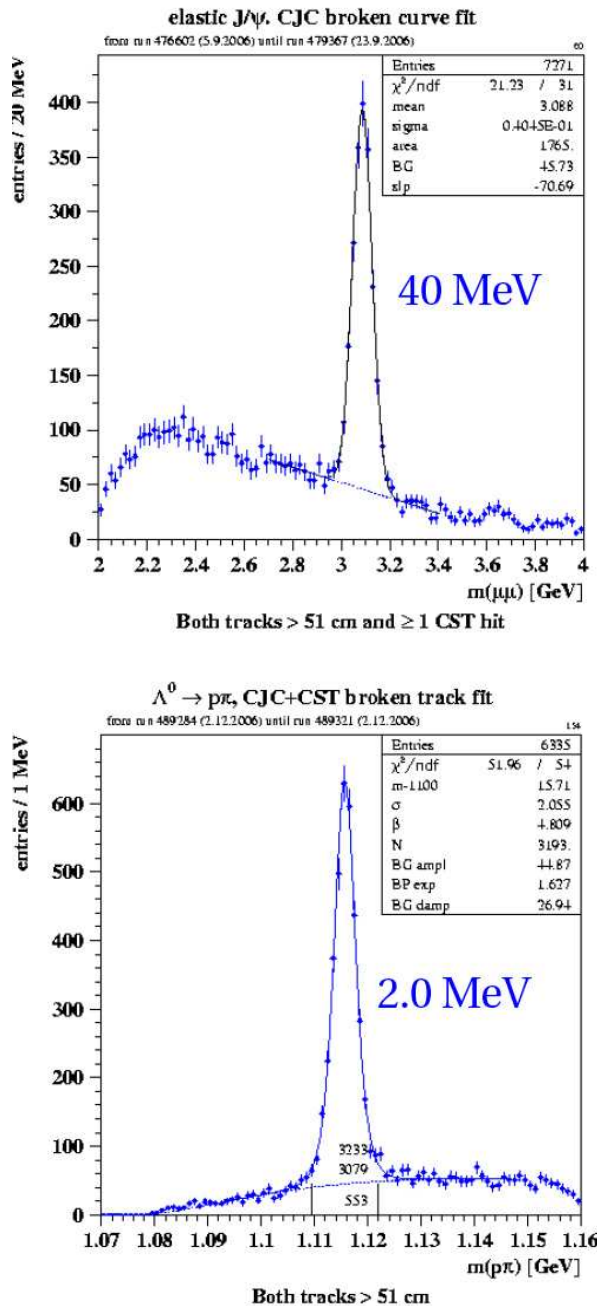 elastic J/ψ. CJC broken curve fit
from run 476602 (5.9.2006) until run 479367 (23.9.2006)
60
entries / 20 MeV
Entries 7271
χ²/ndf 21.23 / 31
mean 3.088
sigma 0.4045E-01
area 1765.
BG 45.73
slp -70.69
40 MeV
400
350
300
250
200
150
100
50
0
2 2.2 2.4 2.6 2.8 3 3.2 3.4 3.6 3.8 4
m(μμ) [GeV]
Both tracks > 51 cm and ≥ 1 CST hit
Λ⁰ → pπ, CJC+CST broken track fit
from run 489284 (2.12.2006) until run 489321 (2.12.2006)
154
entries / 1 MeV
Entries 6335
χ²/ndf 51.96 / 54
m-1100 15.71
σ 2.055
β 4.809
N 3193.
BG ampl 44.87
BP exp 1.627
BG damp 26.94
2.0 MeV
600
500
400
300
200
100
0
3233
3079
553
1.07 1.08 1.09 1.1 1.11 1.12 1.13 1.14 1.15 1.16
m(pπ) [GeV]
Both tracks > 51 cm